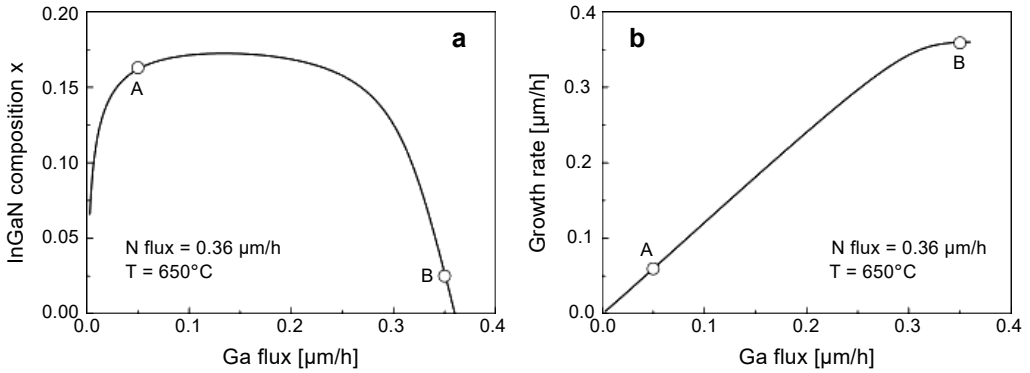 a
InGaN composition x
0.20
0.15
0.10
0.05
0.00
A
B
N flux = 0.36 µm/h
T = 650°C
0.0 0.1 0.2 0.3 0.4
Ga flux [µm/h]
b
Growth rate [µm/h]
0.4
0.3
0.2
0.1
0.0
A
B
N flux = 0.36 µm/h
T = 650°C
0.0 0.1 0.2 0.3 0.4
Ga flux [µm/h]